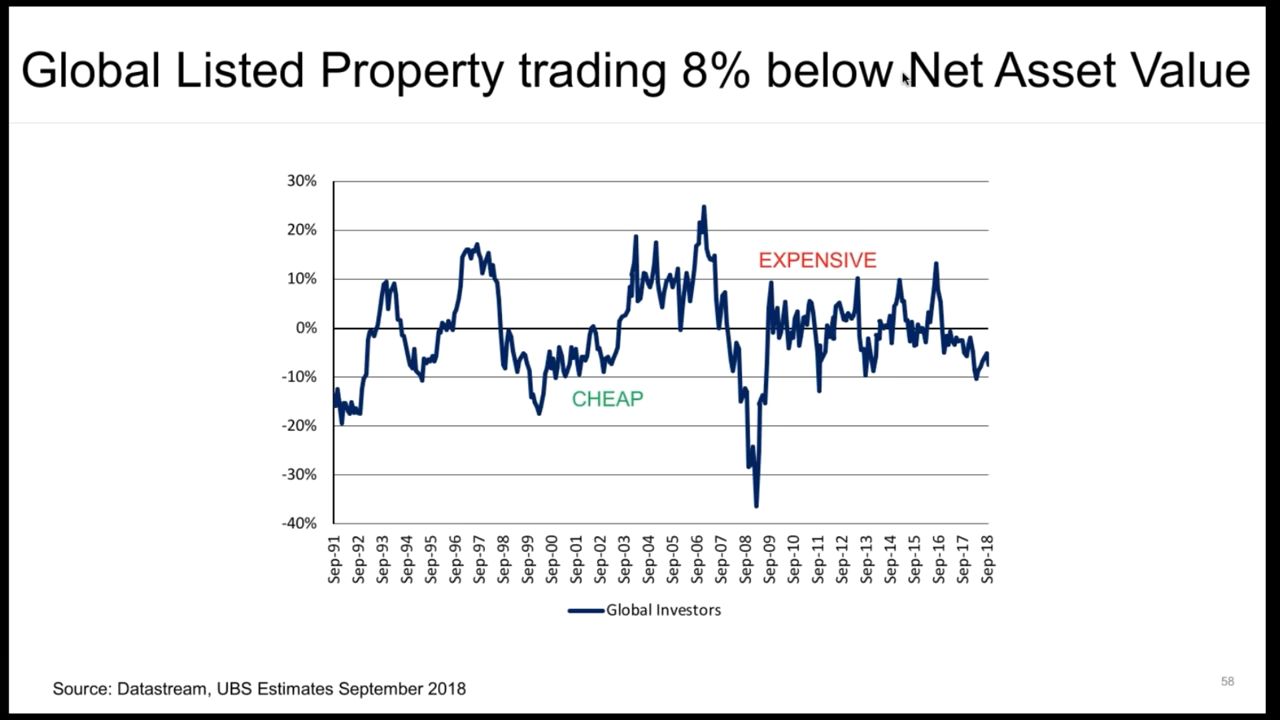 Global Listed Property trading 8% below Net Asset Value
30%
20%
10%
0%
-10%
-20%
-30%
-40%
EXPENSIVE
CHEAP
Sep-91
Sep-92
Sep-93
Sep-94
Sep-95
Sep-96
Sep-97
Sep-98
Sep-99
Sep-00
Sep-01
Sep-02
Sep-03
Sep-04
Sep-05
Sep-06
Sep-07
Sep-08
Sep-09
Sep-10
Sep-11
Sep-12
Sep-13
Sep-14
Sep-15
Sep-16
Sep-17
Sep-18
Global Investors
Source: Datastream, UBS Estimates September 2018
58